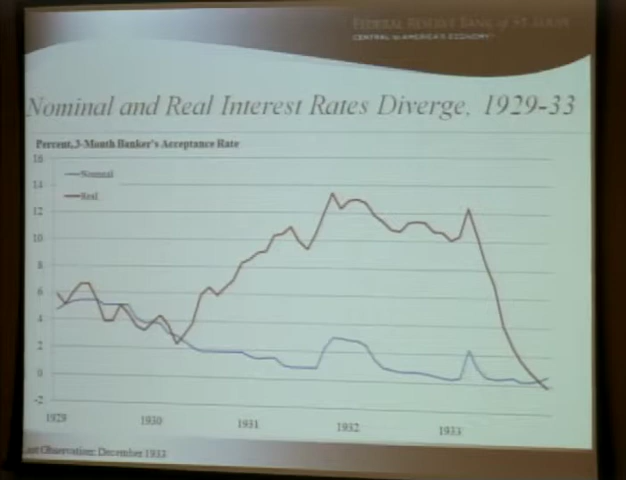 FEDERAL RESERVE BANK of ST. LOUIS
CENTRAL to AMERICA'S ECONOMY
Nominal and Real Interest Rates Diverge, 1929-33
Percent, 3-Month Banker's Acceptance Rate
16
14
12
10
8
6
4
2
0
-2
Nominal
Real
1929 1930 1931 1932 1933
Observation: December 1933